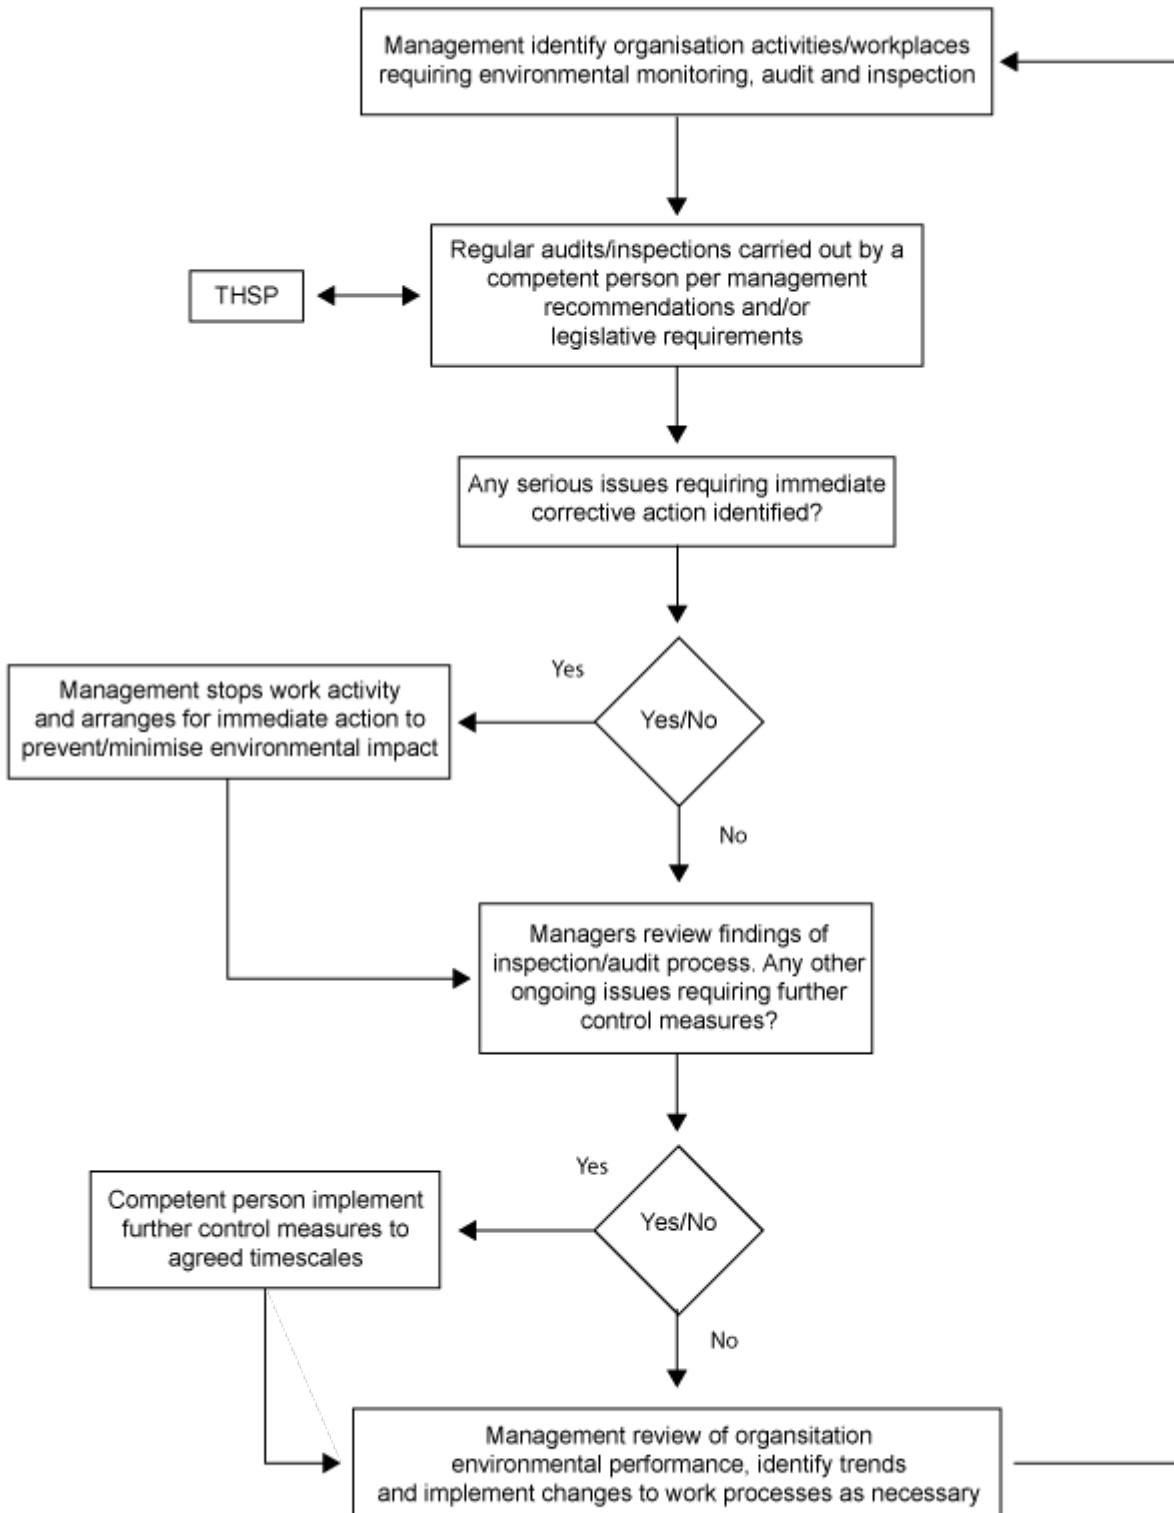 Management identify organisation activities/workplaces
requiring environmental monitoring, audit and inspection
Regular audits/inspections carried out by a
competent person per management
recommendations and/or
legislative requirements
THSP
Any serious issues requiring immediate
corrective action identified?
Yes
Yes/No
Management stops work activity
and arranges for immediate action to
prevent/minimise environmental impact
No
Managers review findings of
inspection/audit process. Any other
ongoing issues requiring further
control measures?
Yes
Yes/No
Competent person implement
further control measures to
agreed timescales
No
Management review of organsitation
environmental performance, identify trends
and implement changes to work processes as necessary